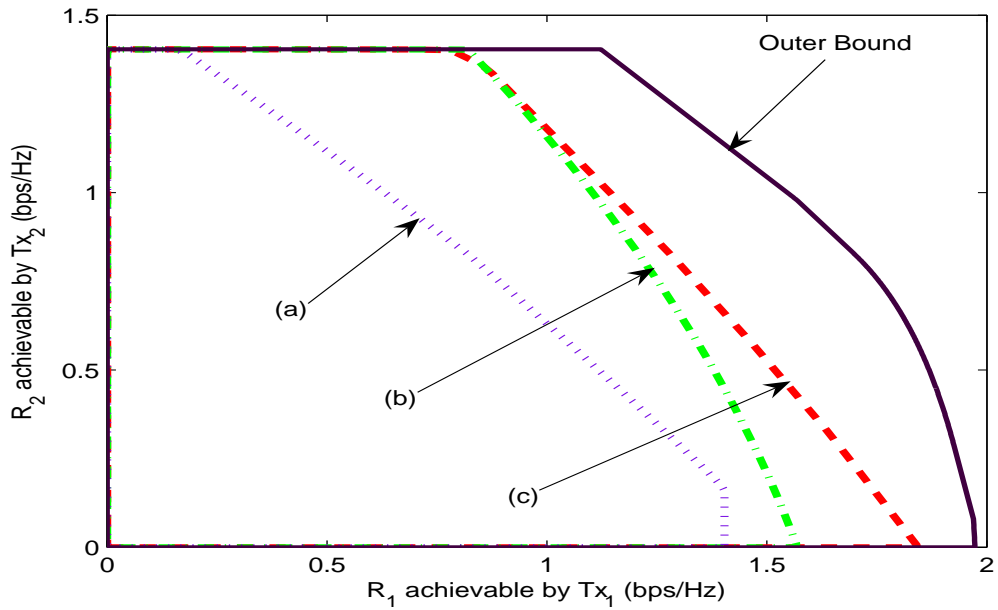 1.5
Outer Bound
1
R2 achievable by Tx2 (bps/Hz)
(a)
0.5
(b)
(c)
0
0
0.5
1
1.5
2
R1 achievable by Tx1 (bps/Hz)